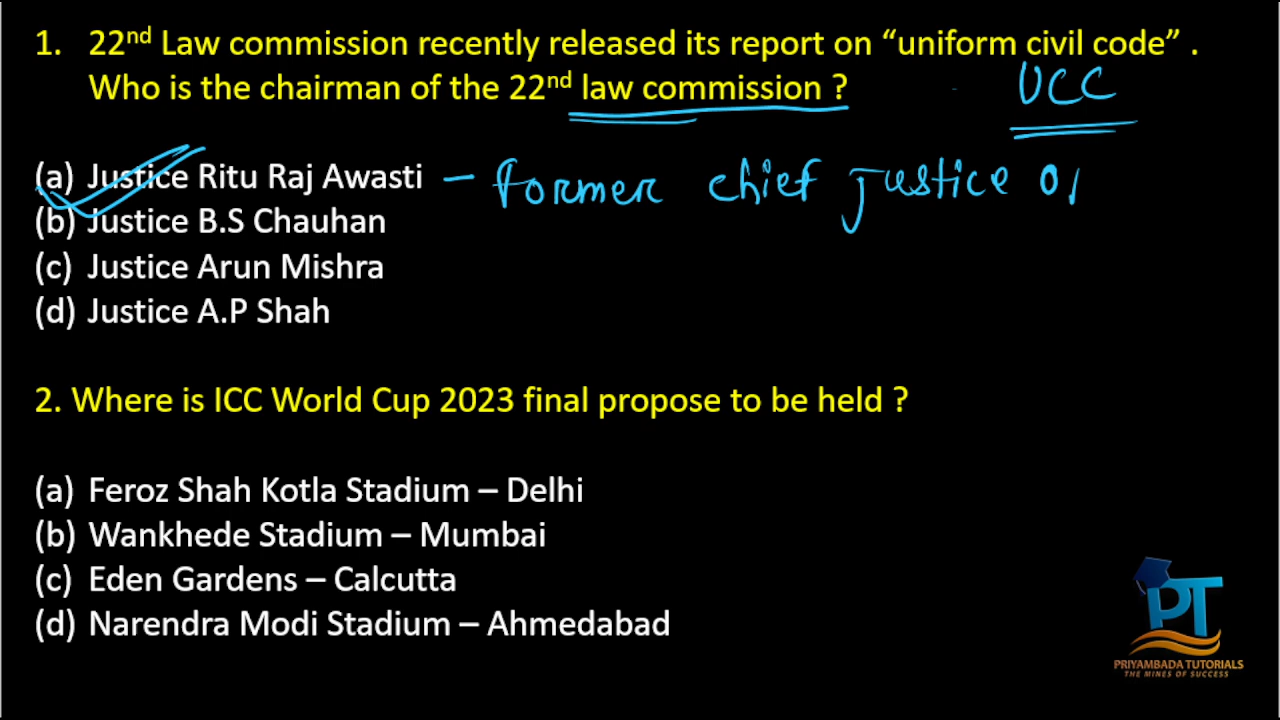 1. 22nd Law commission recently released its report on “uniform civil code” .
Who is the chairman of the 22nd law commission ?
UCC
(a) Justice Ritu Raj Awasti – Former chief justice of
(b) Justice B.S Chauhan
(c) Justice Arun Mishra
(d) Justice A.P Shah
2. Where is ICC World Cup 2023 final propose to be held ?
(a) Feroz Shah Kotla Stadium – Delhi
(b) Wankhede Stadium – Mumbai
(c) Eden Gardens – Calcutta
(d) Narendra Modi Stadium – Ahmedabad
PT
PRIYAMBADA TUTORIALS
THE MINES OF SUCCESS